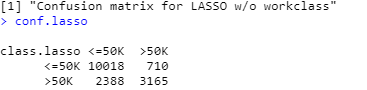 [1] "Confusion matrix for LASSO w/o workclass"
> conf.lasso
class.lasso <=50K >50K
<=50K 10018 710
>50K 2388 3165